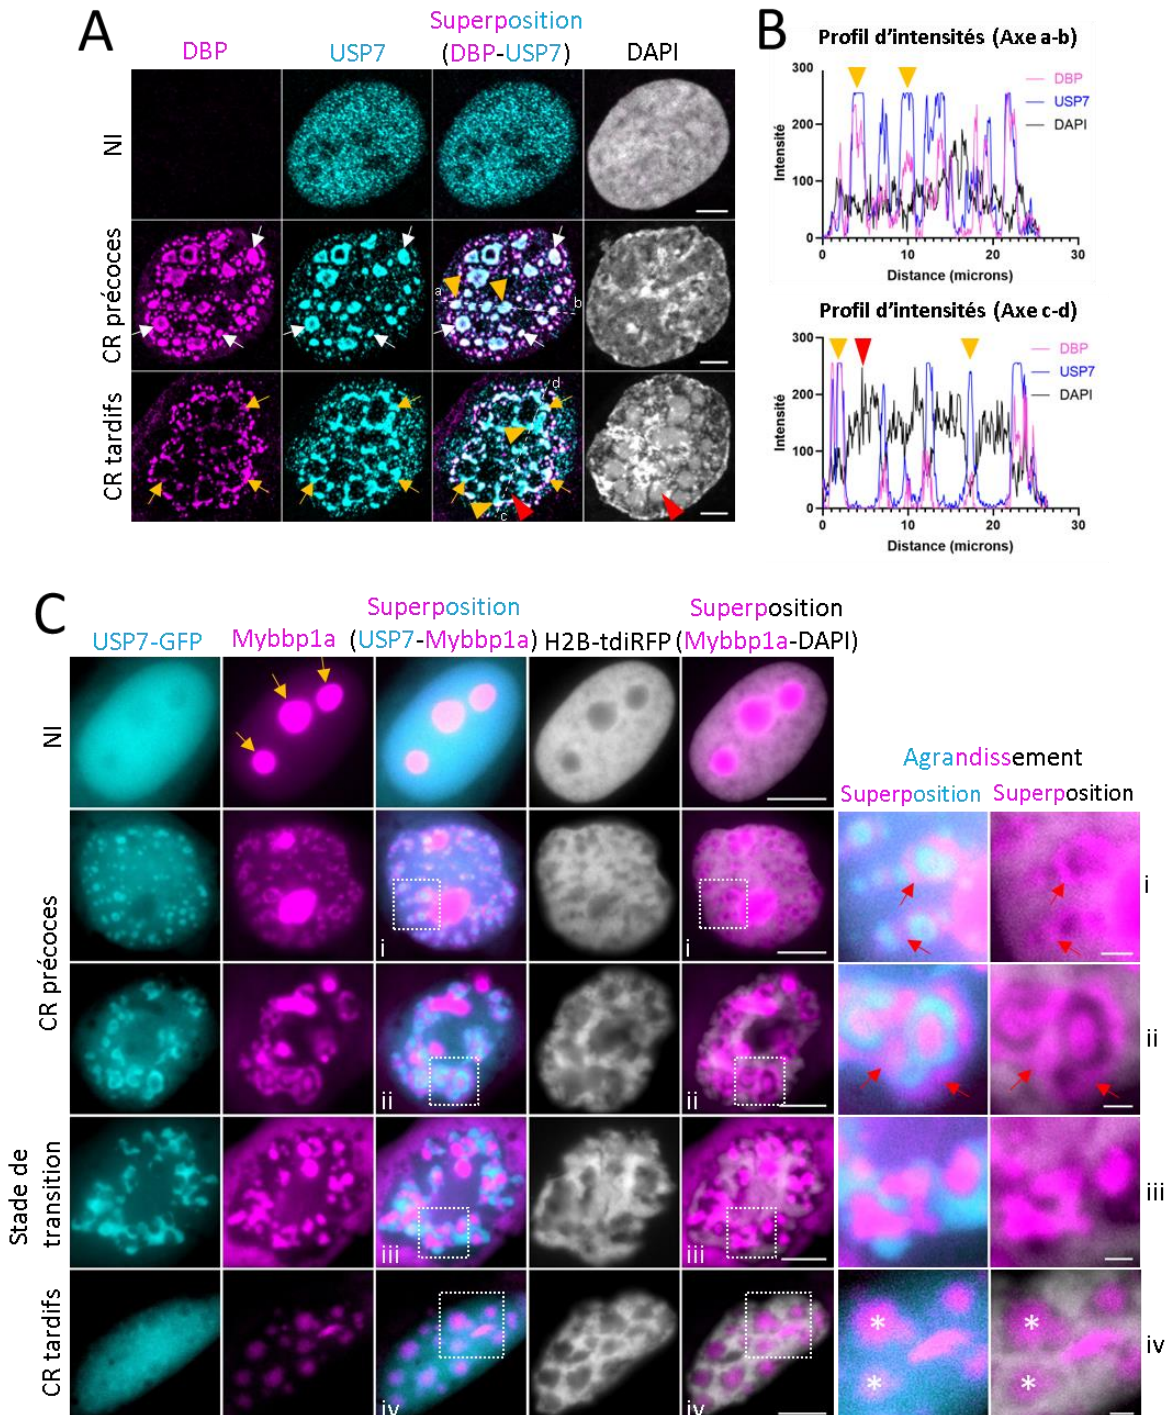 A
DBP
USP7
Superposition
(DBP-USP7)
DAPI
NI
CR précoces
a
b
CR tardifs
d
c
B
Profil d'intensités (Axe a-b)
300
200
100
0
Intensité
DBP
USP7
DAPI
0
10
20
30
Distance (microns)
Profil d'intensités (Axe c-d)
300
200
100
0
Intensité
DBP
USP7
DAPI
0
10
20
30
Distance (microns)
C
USP7-GFP
Mybbp1a
Superposition
(USP7-Mybbp1a)
H2B-tdiRFP
Superposition
(Mybbp1a-DAPI)
NI
Agrandissement
Superposition
Superposition
CR précoces
i
i
i
ii
ii
ii
Stade de
transition
iii
iii
iii
CR tardifs
iv
iv
* *
* *
iv